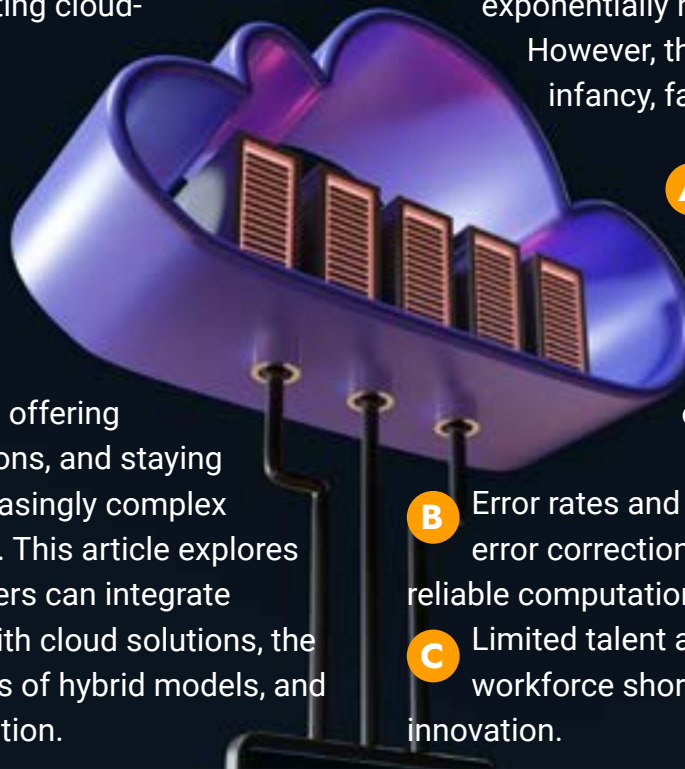 ting cloud-
offering
ons, and staying
easingly complex
. This article explores
ers can integrate
ith cloud solutions, the
s of hybrid models, and
tion.
exponentially
However, th
infancy, fa
A
B Error rates and
error correction
reliable computation
C Limited talent a
workforce shor
innovation.